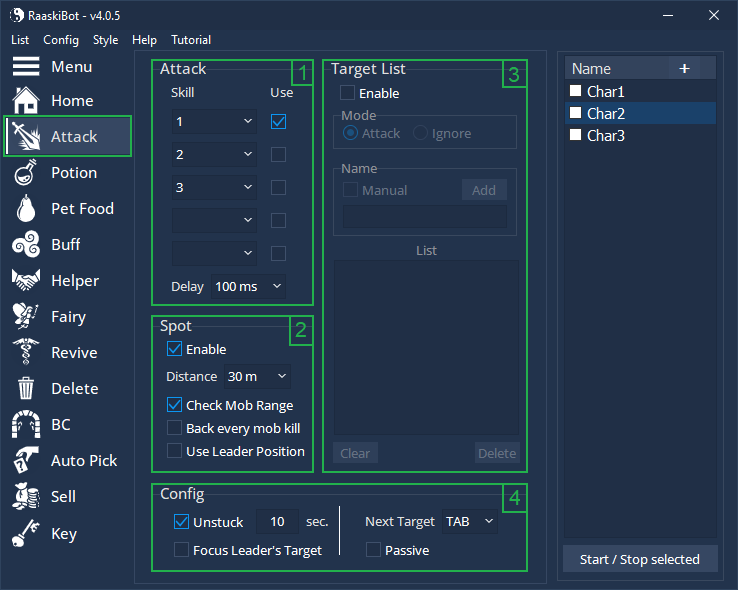 RaaskiBot - v4.0.5
List Config Style Help Tutorial
Menu
Home
Attack
Potion
Pet Food
Buff
Helper
Fairy
Revive
Delete
BC
Auto Pick
Sell
Key
Attack 1
Skill Use
1
2
3
Delay 100 ms
Spot 2
Enable
Distance 30 m
Check Mob Range
Back every mob kill
Use Leader Position
Target List 3
Enable
Mode
Attack Ignore
Name
Manual Add
List
Clear Delete
Config 4
Unstuck 10 sec. Next Target TAB
Focus Leader's Target Passive
Name +
Char1
Char2
Char3
Start / Stop selected